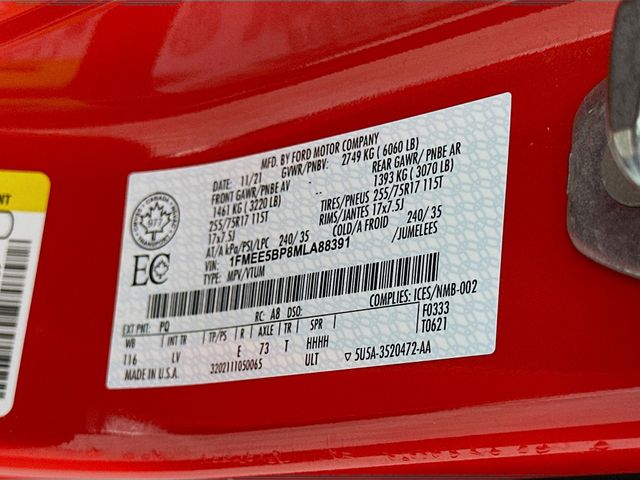 MFD. BY FORD MOTOR COMPANY
11/21 GVWR/PNBV: 2749 KG ( 6060 LB)
FRONT GAWR/PNBE AV REAR GAWR/ PNBE AR
1461 KG ( 3220 LB) 1393 KG ( 3070 LB)
255/75R17 115T TIRES/PNEUS 255/75R17 115T
17x7.5J RIMS/JANTES 17x7.5J
AT/A kPa/PSI/LPC 240/ 35 COLD/A FROID 240/ 35
VIN: 1FMEE5BP8MLA88391 /JUMELEES
TYPE: MPV/VTUM
EC
CANADA
TRANSPORT
RC: A8 DSO: COMPLIES: ICES/NMB-002
EXT PNT: PQ F0333
WB INT TR TP/PS R AXLE TR SPR T0621
116 LV E 73 T HHHH
ULT
MADE IN U.S.A. 3202111050065 ▽ 5U5A-3520472-AA
NT